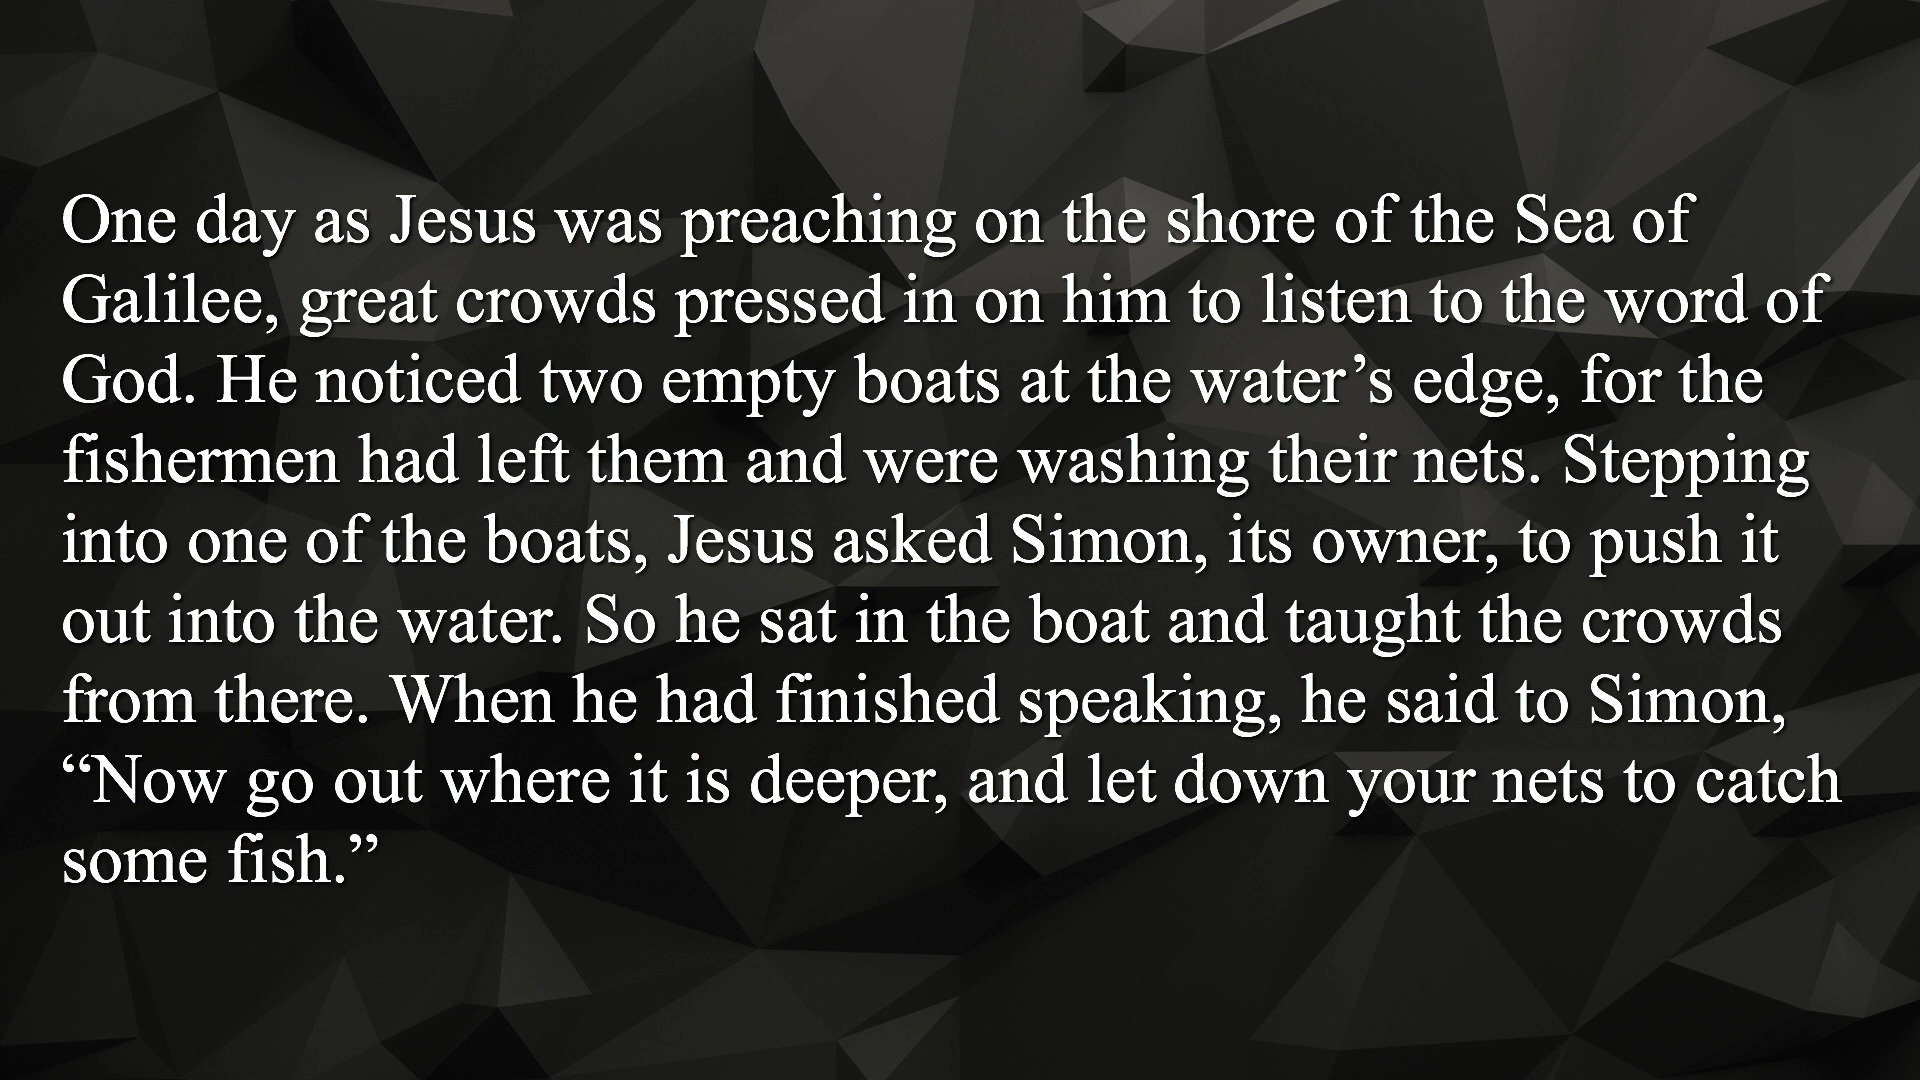 One day as Jesus was preaching on the shore of the Sea of
Galilee, great crowds pressed in on him to listen to the word of
God. He noticed two empty boats at the water’s edge, for the
fishermen had left them and were washing their nets. Stepping
into one of the boats, Jesus asked Simon, its owner, to push it
out into the water. So he sat in the boat and taught the crowds
from there. When he had finished speaking, he said to Simon,
“Now go out where it is deeper, and let down your nets to catch
some fish.”